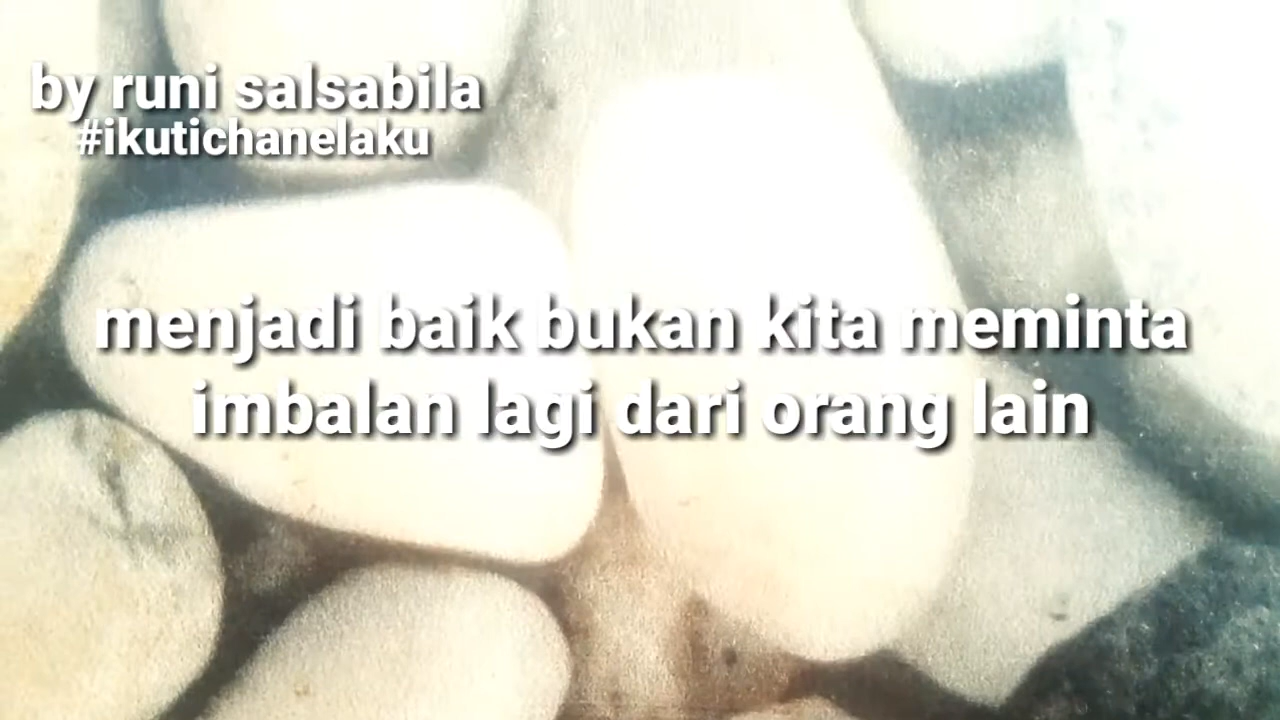 by runi salsabila
#ikutichanelaku
menjadi baik bukan kita meminta
imbalan lagi dari orang lain